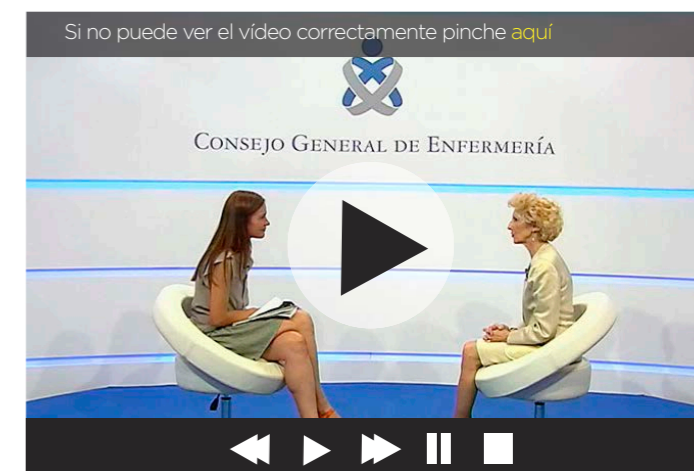 Si no puede ver el vídeo correctamente pinche aquí
CONSEJO GENERAL DE ENFERMERÍA